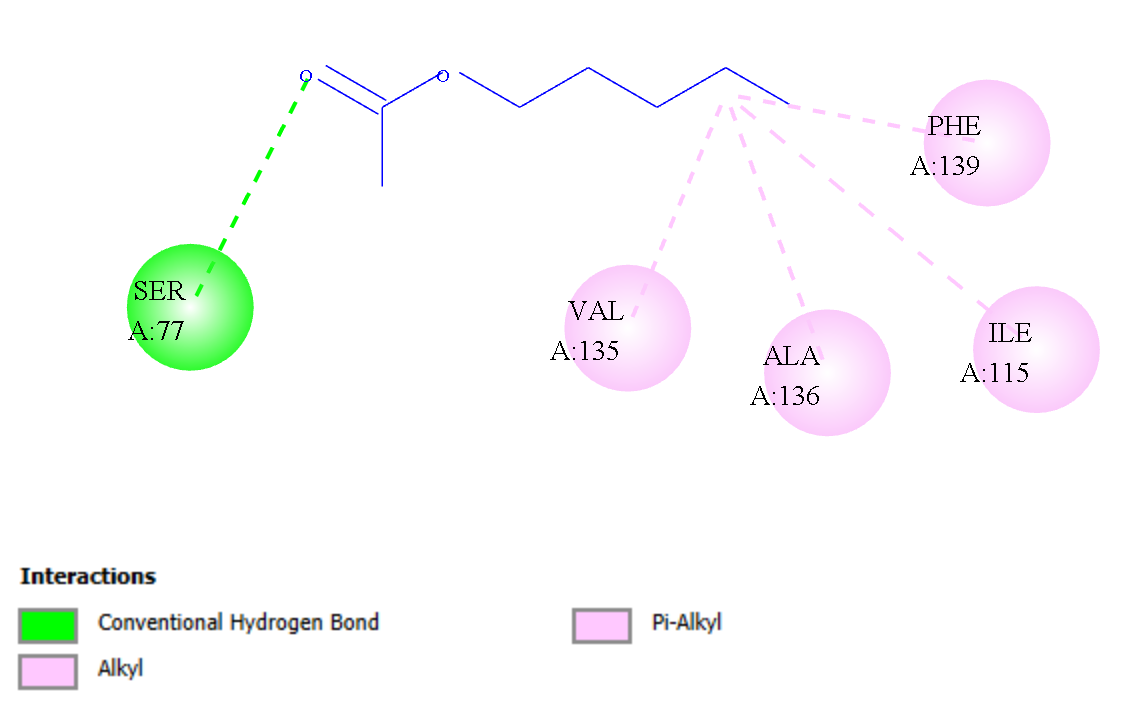 O
O
PHE
A:139
SER
A:77
VAL
A:135
ALA
A:136
ILE
A:115
Interactions
Conventional Hydrogen Bond
Alkyl
Pi-Alkyl